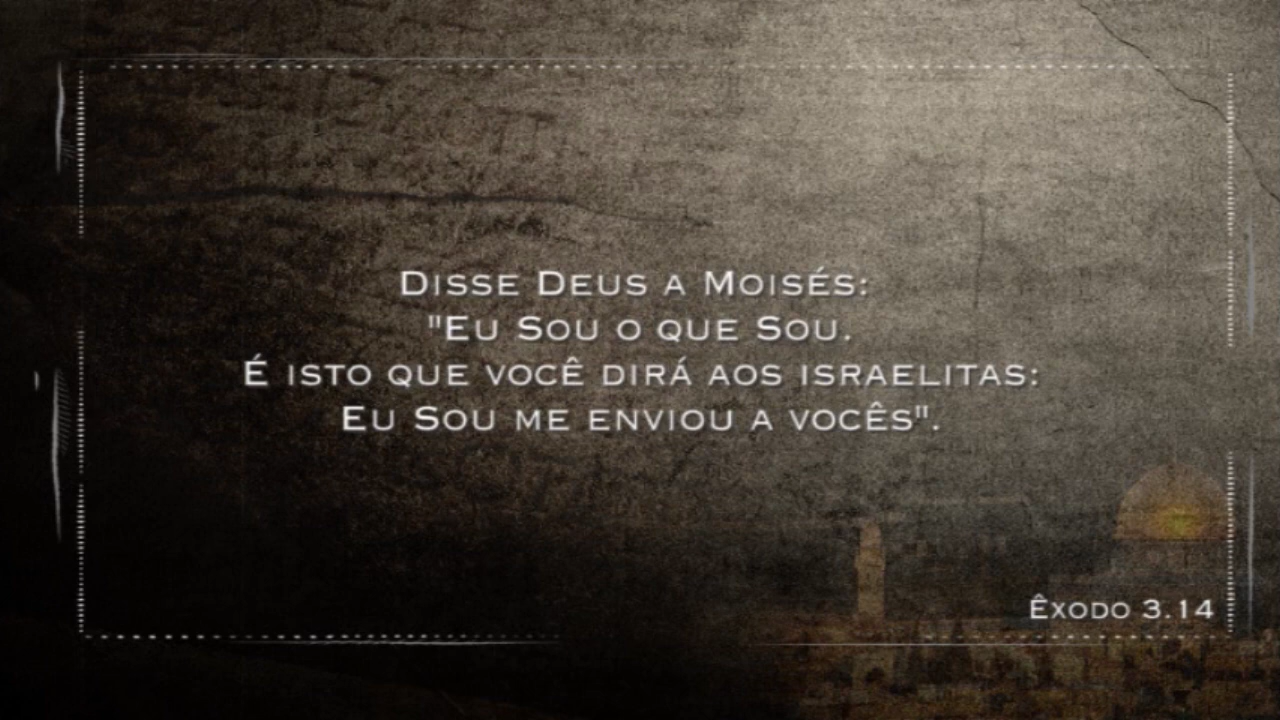 Disse Deus a Moisés:
"Eu Sou o que Sou.
É isto que você dirá aos israelitas:
Eu Sou me enviou a vocês".
Êxodo 3.14